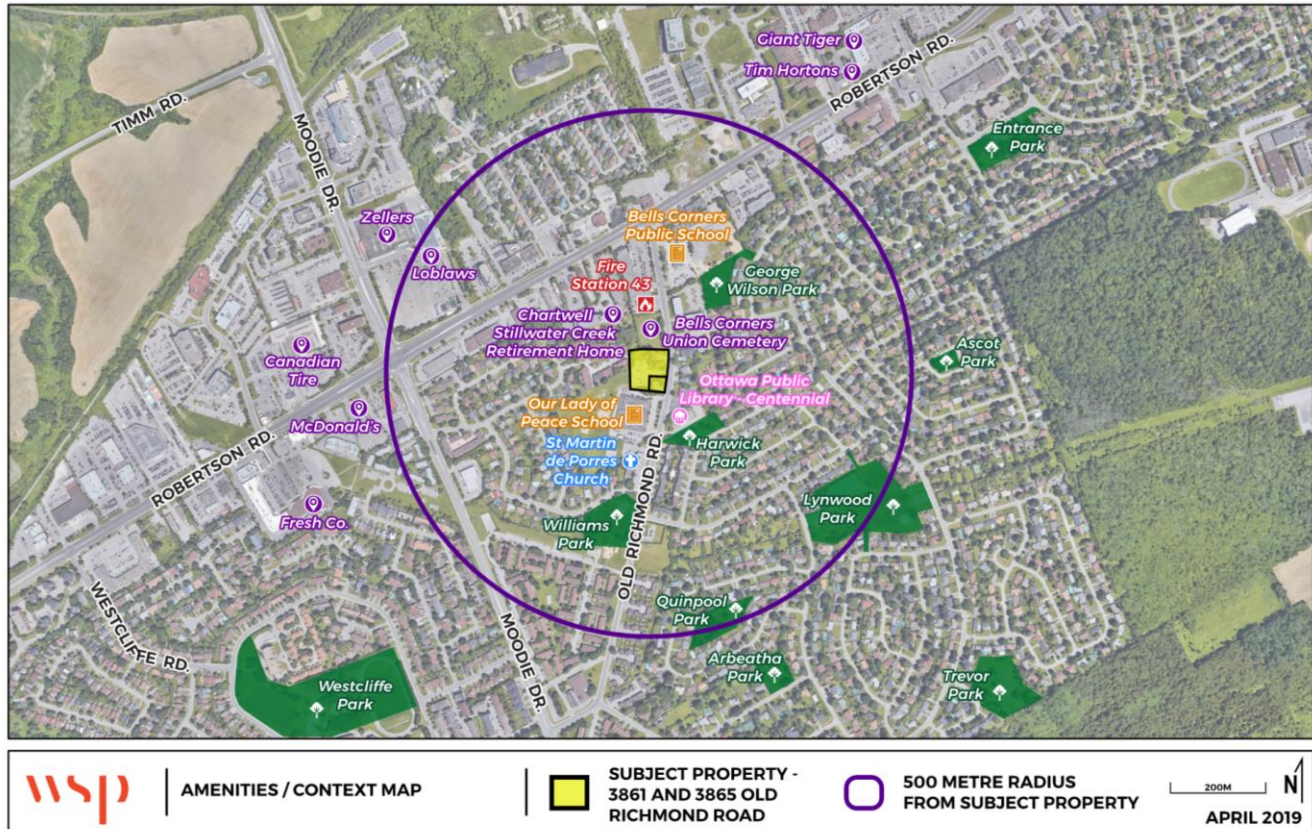 Giant Tiger
Tim Hortons
ROBERTSON RD.
TIMM RD.
MOODIE DR.
Entrance
Park
Zellers
Loblaws
Bells Corners
Public School
Fire
Station 43
George
Wilson Park
Chartwell
Stillwater Creek
Retirement Home
Bells Corners
Union Cemetery
Canadian
Tire
Ascot
Park
McDonald's
Ottawa Public
Library - Centennial
Our Lady of
Peace School
Harwick
Park
St Martin
de Porres
Church
ROBERTSON RD.
OLD RICHMOND RD.
Fresh Co.
Williams
Park
Lynwood
Park
WESTCLIFFE RD.
MOODIE DR.
Quinpool
Park
Arbeatha
Park
Trevor
Park
Westcliffe
Park
wsp
AMENITIES / CONTEXT MAP
SUBJECT PROPERTY -
3861 AND 3865 OLD
RICHMOND ROAD
500 METRE RADIUS
FROM SUBJECT PROPERTY
200M
N
APRIL 2019